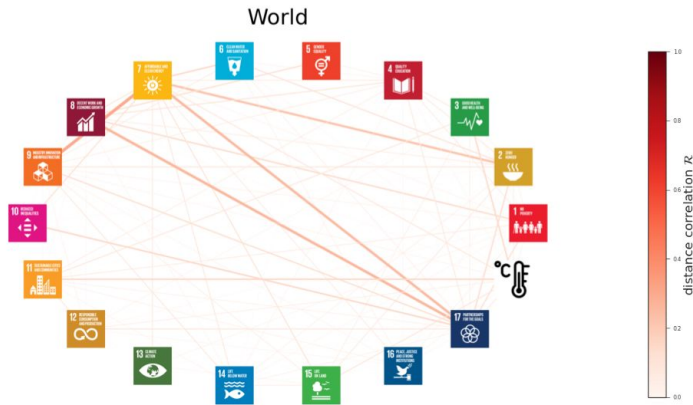 World
6 CLEAN WATER
AND SANITATION
5 GENDER
EQUALITY
7 AFFORDABLE AND
CLEAN ENERGY
4 QUALITY
EDUCATION
8 DECENT WORK AND
ECONOMIC GROWTH
3 GOOD HEALTH
AND WELL-BEING
9 INDUSTRY, INNOVATION
AND INFRASTRUCTURE
2 ZERO
HUNGER
10 REDUCED
INEQUALITIES
1 NO
POVERTY
11 SUSTAINABLE CITIES
AND COMMUNITIES
°C
12 RESPONSIBLE
CONSUMPTION
AND PRODUCTION
17 PARTNERSHIPS
FOR THE GOALS
13 CLIMATE
ACTION
16 PEACE, JUSTICE
AND STRONG
INSTITUTIONS
14 LIFE
BELOW WATER
15 LIFE
ON LAND
1.0
0.8
0.6
0.4
0.2
0.0
distance correlation R